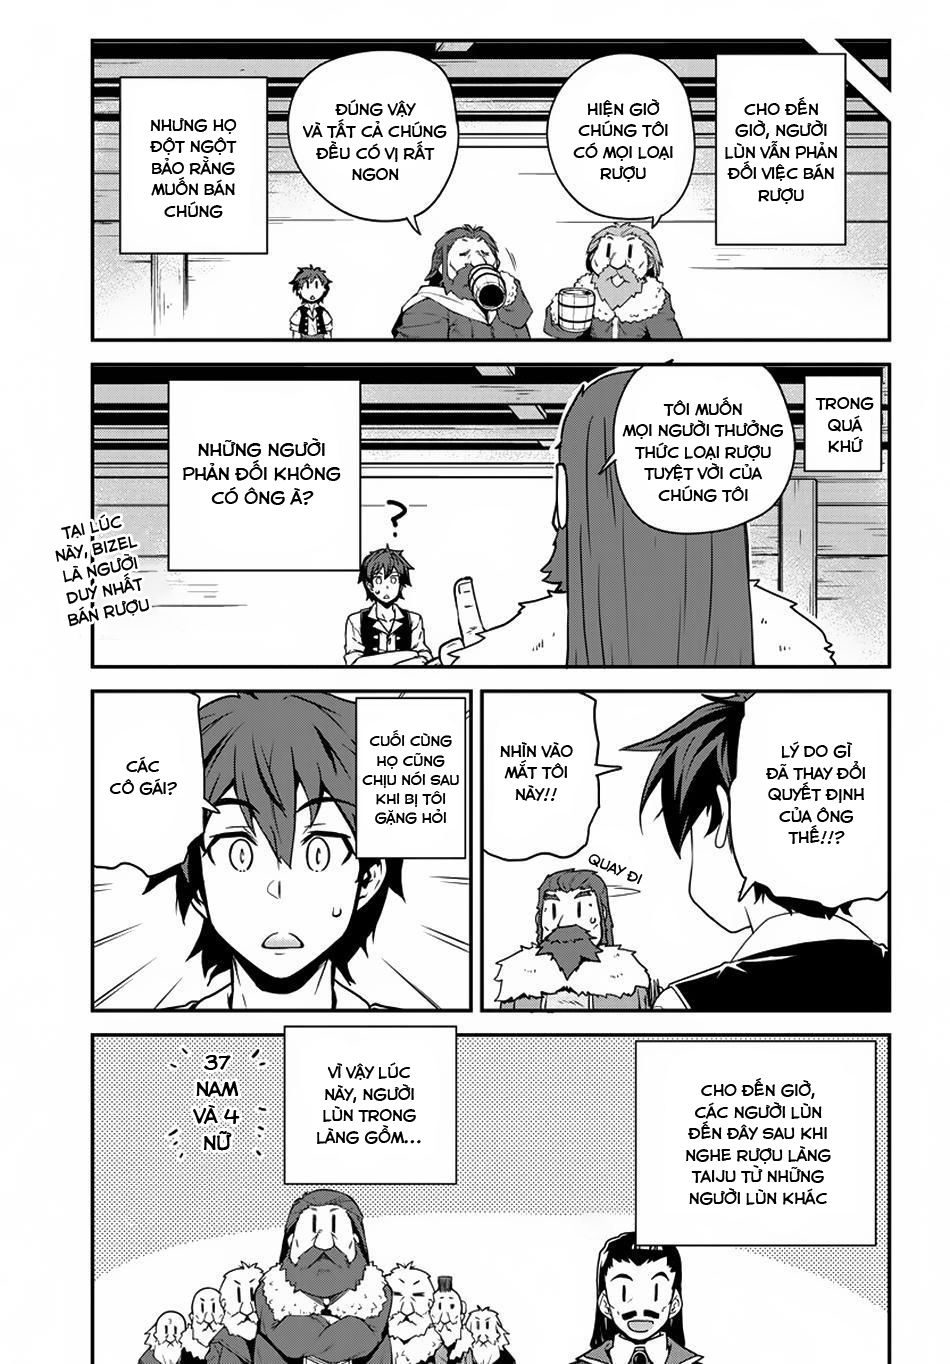 CHO ĐẾN
GIỜ, NGƯỜI
LÙN VẪN PHẢN
ĐỐI VIỆC BÁN
RƯỢU
HIỆN GIỜ
CHÚNG TÔI
CÓ MỌI LOẠI
RƯỢU
ĐÚNG VẬY
VÀ TẤT CẢ CHÚNG
ĐỀU CÓ VỊ RẤT
NGON
NHƯNG HỌ
ĐỘT NGỘT
BẢO RẰNG
MUỐN BÁN
CHÚNG
TRONG
QUÁ
KHỨ
TÔI MUỐN
MỌI NGƯỜI THƯỞNG
THỨC LOẠI RƯỢU
TUYỆT VỜI CỦA
CHÚNG TÔI
NHỮNG NGƯỜI
PHẢN ĐỐI KHÔNG
CÓ ÔNG À?
?
TẠI LÚC
NÀY, BIZEL
LÀ NGƯỜI
DUY NHẤT
BÁN RƯỢU
LÝ DO GÌ
ĐÃ THAY ĐỔI
QUYẾT ĐỊNH
CỦA ÔNG
THẾ!!?
NHÌN VÀO
MẮT TÔI
NÀY!!
QUAY ĐI
CUỐI CÙNG
HỌ CŨNG
CHỊU NÓI SAU
KHI BỊ TÔI
GẶNG HỎI
CÁC
CÔ GÁI?
CHO ĐẾN GIỜ,
CÁC NGƯỜI LÙN
ĐẾN ĐÂY SAU KHI
NGHE RƯỢU LÀNG
TAIJU TỪ NHỮNG
NGƯỜI LÙN KHÁC
VÌ VẬY LÚC
NÀY, NGƯỜI
LÙN TRONG
LÀNG GỒM...
37
NAM
VÀ 4
NỮ